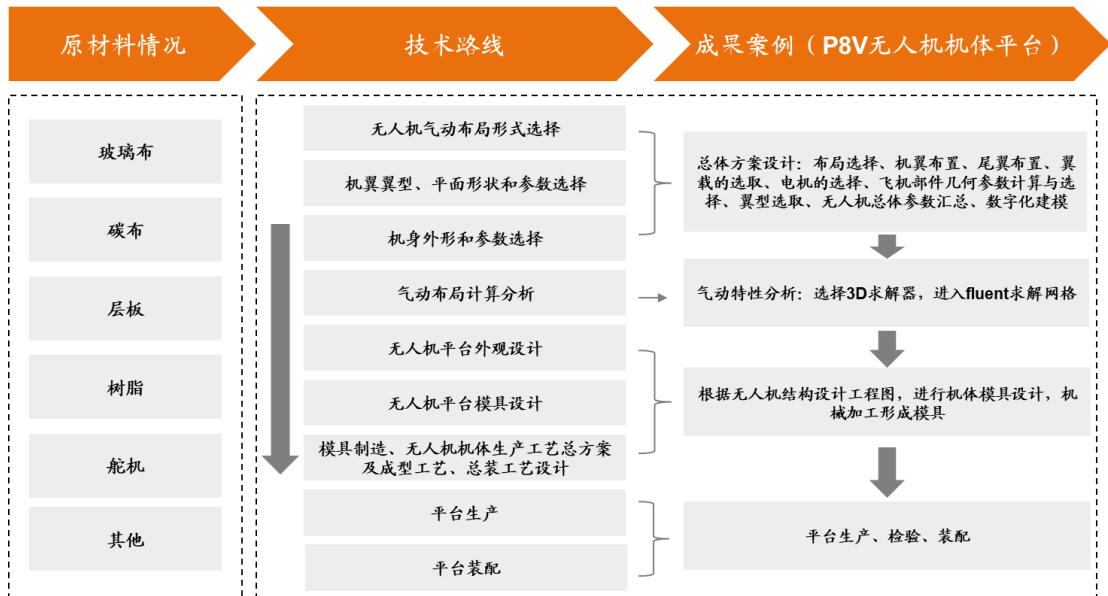 原材料情况
技术路线
成果案例（P8V无人机机体平台）
玻璃布
碳布
层板
树脂
舵机
其他
无人机气动布局形式选择
机翼翼型、平面形状和参数选择
机身外形和参数选择
气动布局计算分析
无人机平台外观设计
无人机平台模具设计
模具制造、无人机机体生产工艺总方案
及成型工艺、总装工艺设计
平台生产
平台装配
总体方案设计：布局选择、机翼布置、尾翼布置、翼
载的选取、电机的选择、飞机部件几何参数计算与选
择、翼型选取、无人机总体参数汇总、数字化建模
气动特性分析：选择3D求解器，进入fluent求解网格
根据无人机结构设计工程图，进行机体模具设计，机
械加工形成模具
平台生产、检验、装配